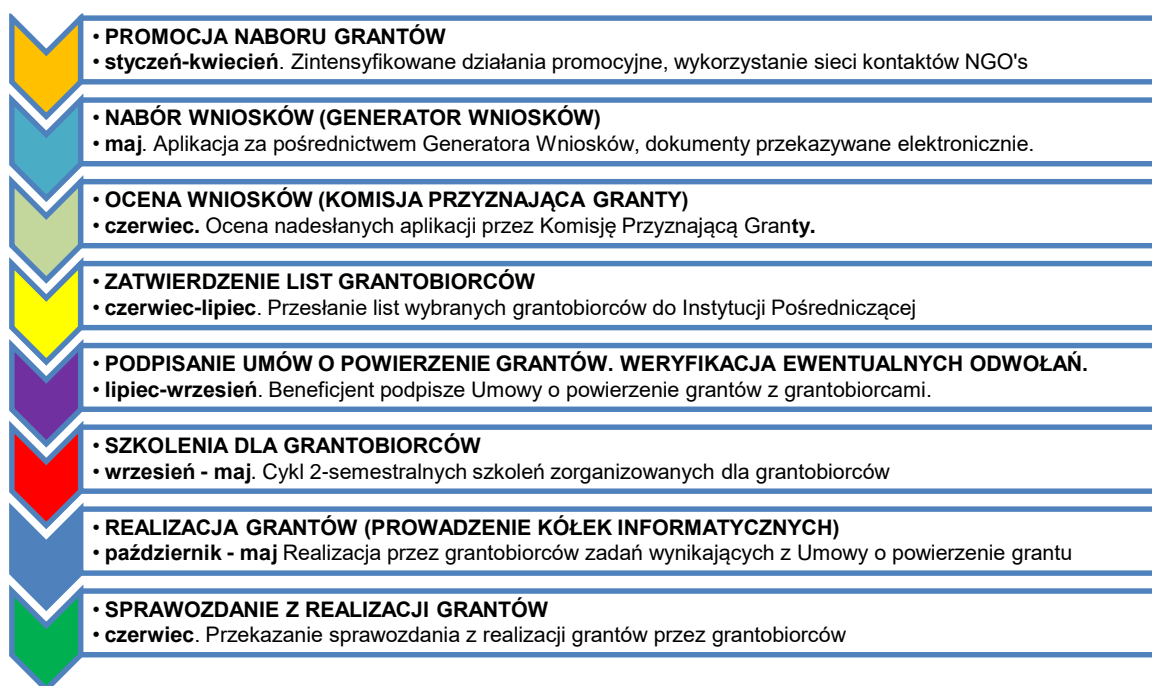 • PROMOCJA NABORU GRANTÓW
• styczeń-kwiecień. Zintensyfikowane działania promocyjne, wykorzystanie sieci kontaktów NGO's
• NABÓR WNIOSKÓW (GENERATOR WNIOSKÓW)
• maj. Aplikacja za pośrednictwem Generatora Wniosków, dokumenty przekazywane elektronicznie.
• OCENA WNIOSKÓW (KOMISJA PRZYZNAJĄCA GRANTY)
• czerwiec. Ocena nadesłanych aplikacji przez Komisję Przyznającą Granty.
• ZATWIERDZENIE LIST GRANTOBIORCÓW
• czerwiec-lipiec. Przesłanie list wybranych grantobiorców do Instytucji Pośredniczącej
• PODPISANIE UMÓW O POWIERZENIE GRANTÓW. WERYFIKACJA EWENTUALNYCH ODWOŁAŃ.
• lipiec-wrzesień. Beneficjent podpisze Umowy o powierzenie grantów z grantobiorcami.
• SZKOLENIA DLA GRANTOBIORCÓW
• wrzesień - maj. Cykl 2-semestralnych szkoleń zorganizowanych dla grantobiorców
• REALIZACJA GRANTÓW (PROWADZENIE KÓŁEK INFORMATYCZNYCH)
• październik - maj Realizacja przez grantobiorców zadań wynikających z Umowy o powierzenie grantu
• SPRAWOZDANIE Z REALIZACJI GRANTÓW
• czerwiec. Przekazanie sprawozdania z realizacji grantów przez grantobiorców